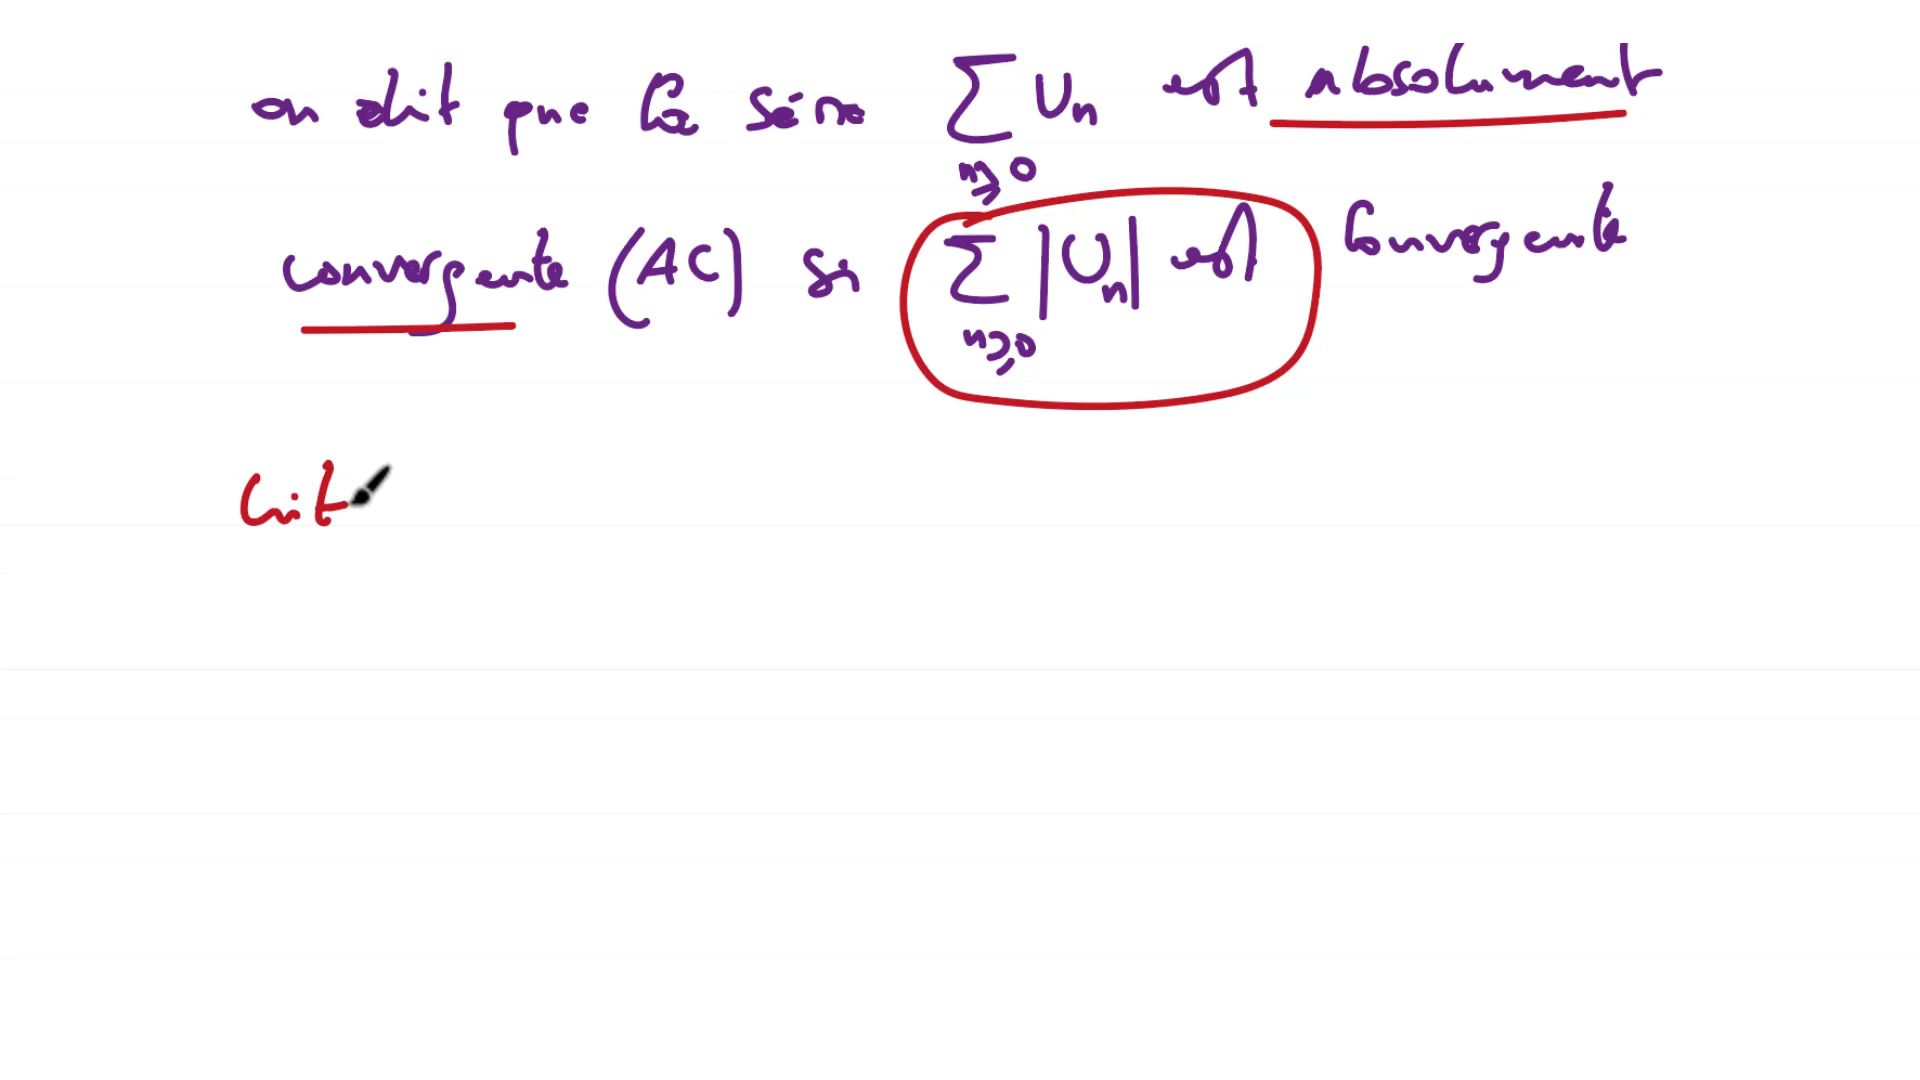 on dit que la série ∑ Un est absolument
n⩾0
convergente (AC) si ∑ |Un| est convergente
n⩾0
Crit